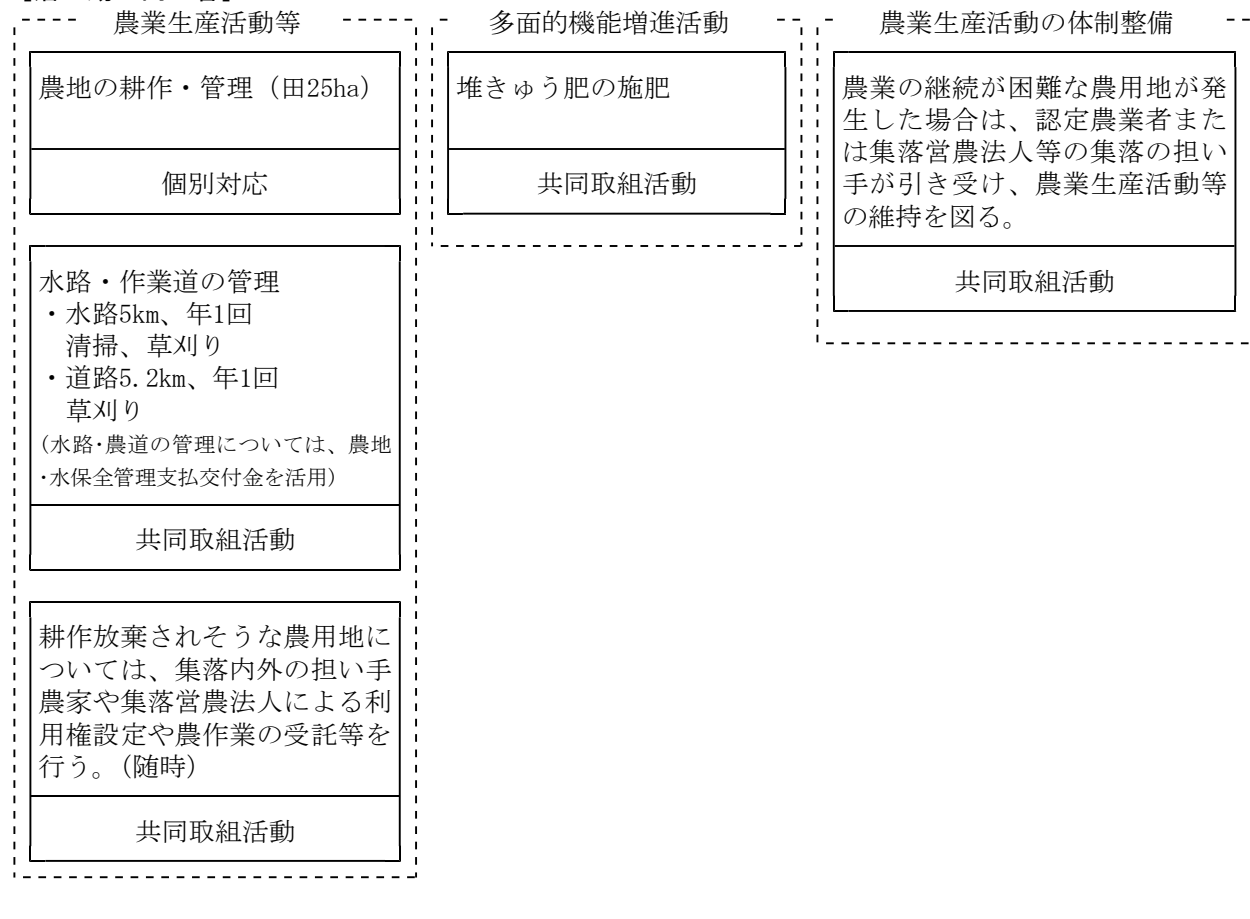 農業生産活動等
農地の耕作・管理（田25ha）
個別対応
水路・作業道の管理
・水路5km、年1回
清掃、草刈り
・道路5.2km、年1回
草刈り
(水路･農道の管理については、農地
･水保全管理支払交付金を活用)
共同取組活動
耕作放棄されそうな農用地に
ついては、集落内外の担い手
農家や集落営農法人による利
用権設定や農作業の受託等を
行う。(随時)
共同取組活動
多面的機能増進活動
堆きゅう肥の施肥
共同取組活動
農業生産活動の体制整備
農業の継続が困難な農用地が発
生した場合は、認定農業者また
は集落営農法人等の集落の担い
手が引き受け、農業生産活動等
の維持を図る。
共同取組活動